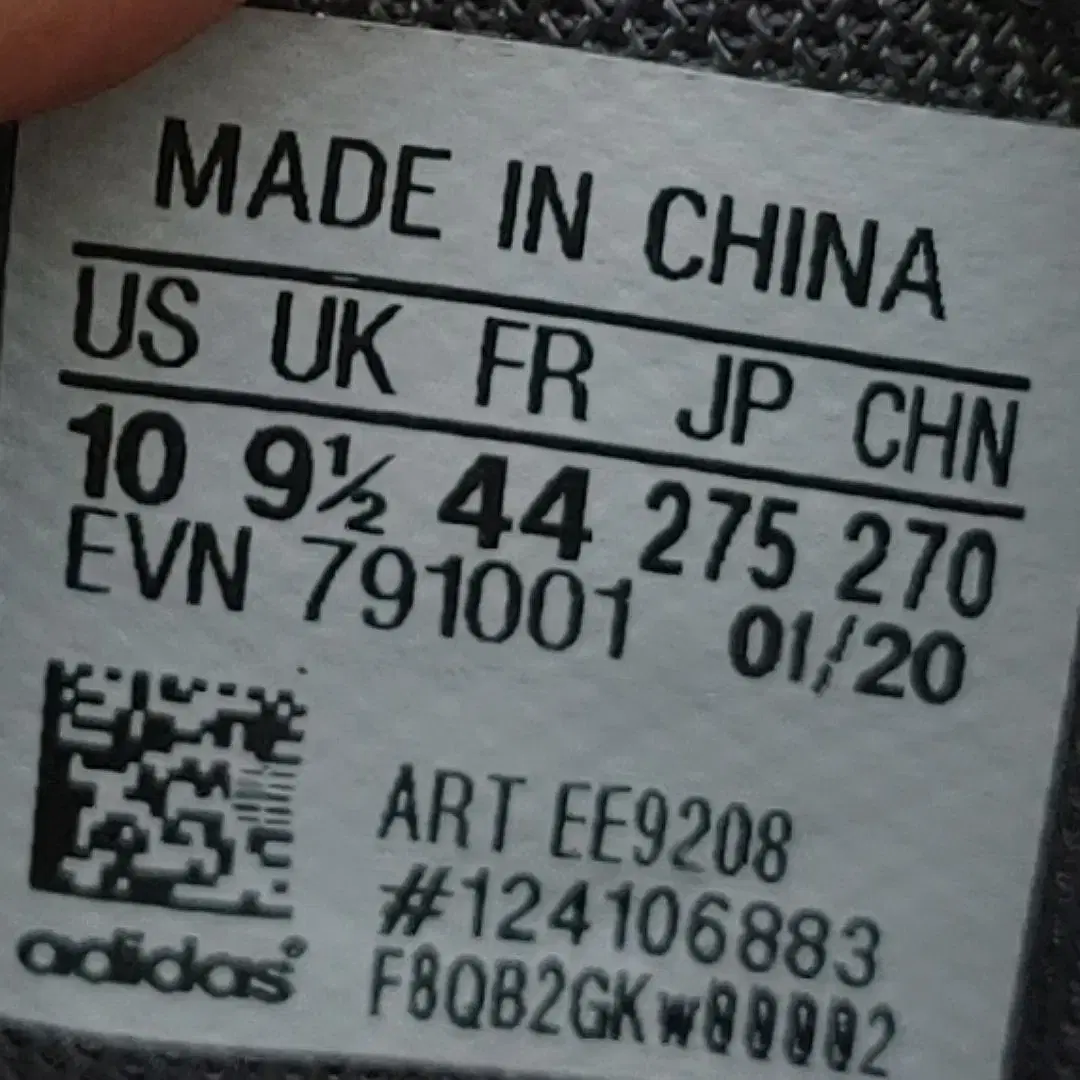 MADE IN CHINA
US UK FR JP CHN
10 9½ 44 275 270
EVN 791001 01/20
ART EE9208
#124106883
adidas